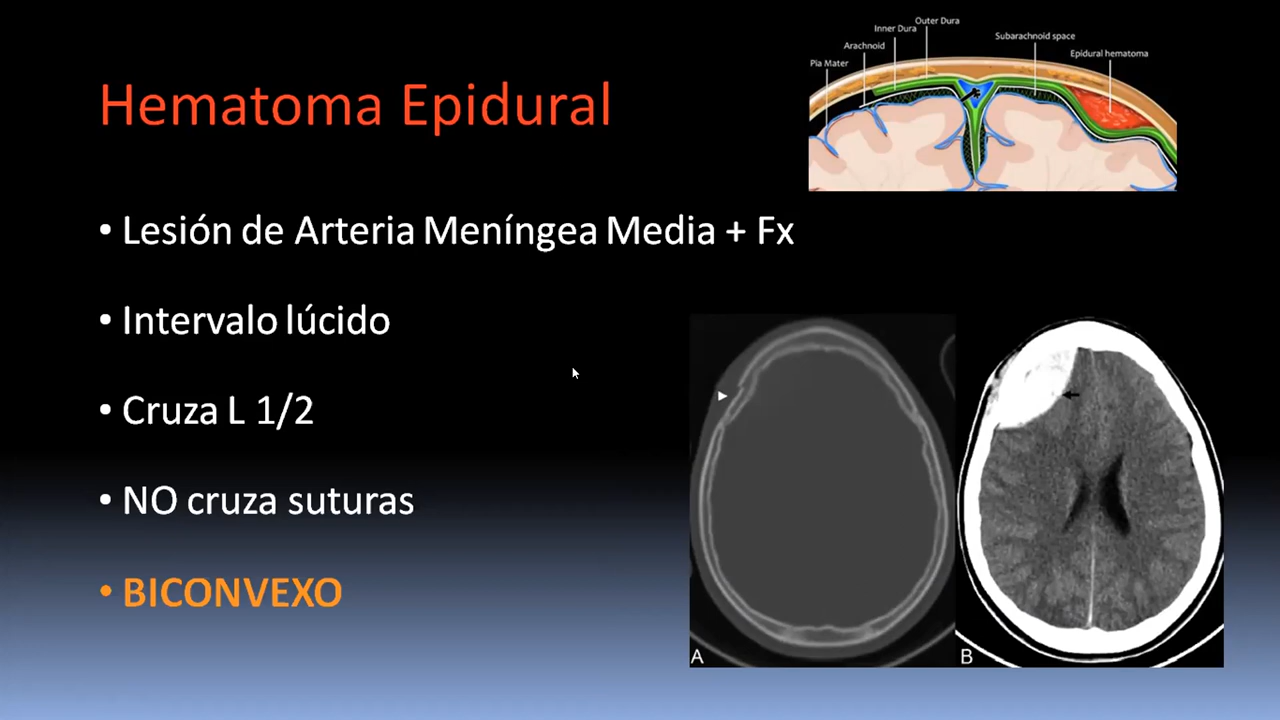 Hematoma Epidural
• Lesión de Arteria Meníngea Media + Fx
• Intervalo lúcido
• Cruza L 1/2
• NO cruza suturas
• BICONVEXO
Outer Dura
Inner Dura
Subarachnoid space
Arachnoid
Epidural hematoma
Pia Mater
A
B